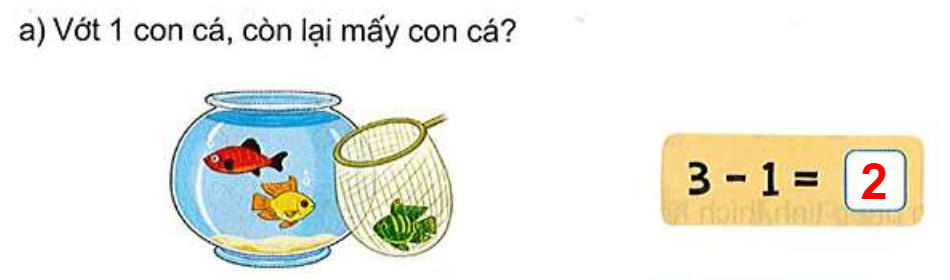 a) Vớt 1 con cá, còn lại mấy con cá?
3 - 1 = 2